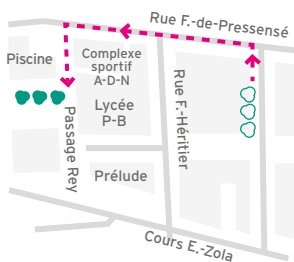 Rue F.-de-Pressensé
Piscine
Complexe
sportif
A-D-N
Lycée
P-B
Passage Rey
Rue F.-Héritier
Prélude
Cours E.-Zola